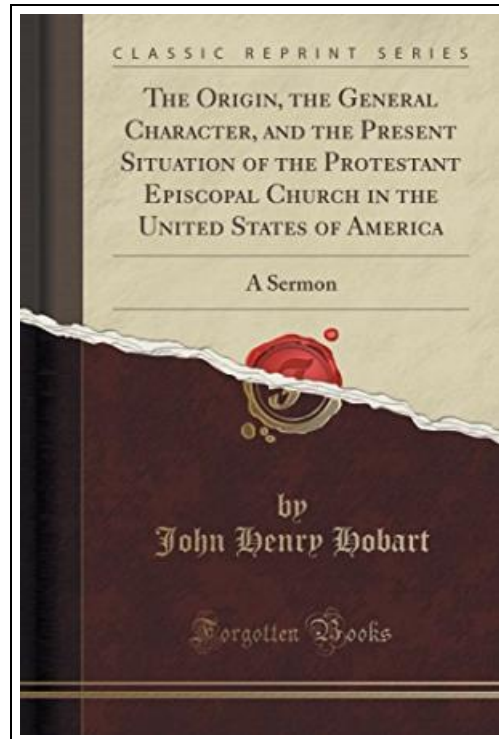 CLASSIC REPRINT SERIES
THE ORIGIN, THE GENERAL
CHARACTER, AND THE PRESENT
SITUATION OF THE PROTESTANT
EPISCOPAL CHURCH IN THE
UNITED STATES OF AMERICA
A Sermon
by
John Henry Hobart
Forgotten Books